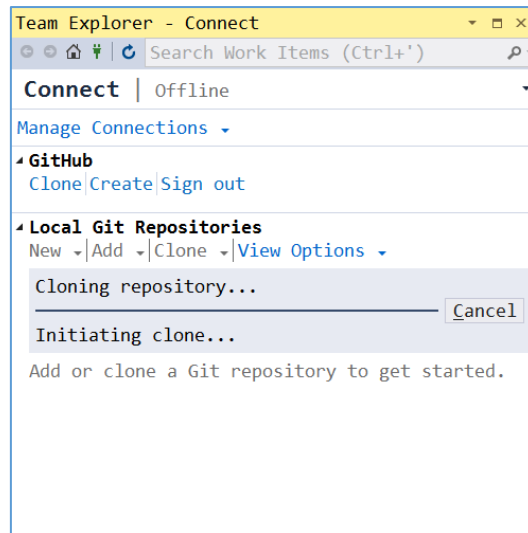 Team Explorer - Connect
Search Work Items (Ctrl+')
Connect | Offline
Manage Connections
GitHub
Clone|Create|Sign out
Local Git Repositories
New |Add |Clone |View Options
Cloning repository...
Cancel
Initiating clone...
Add or clone a Git repository to get started.